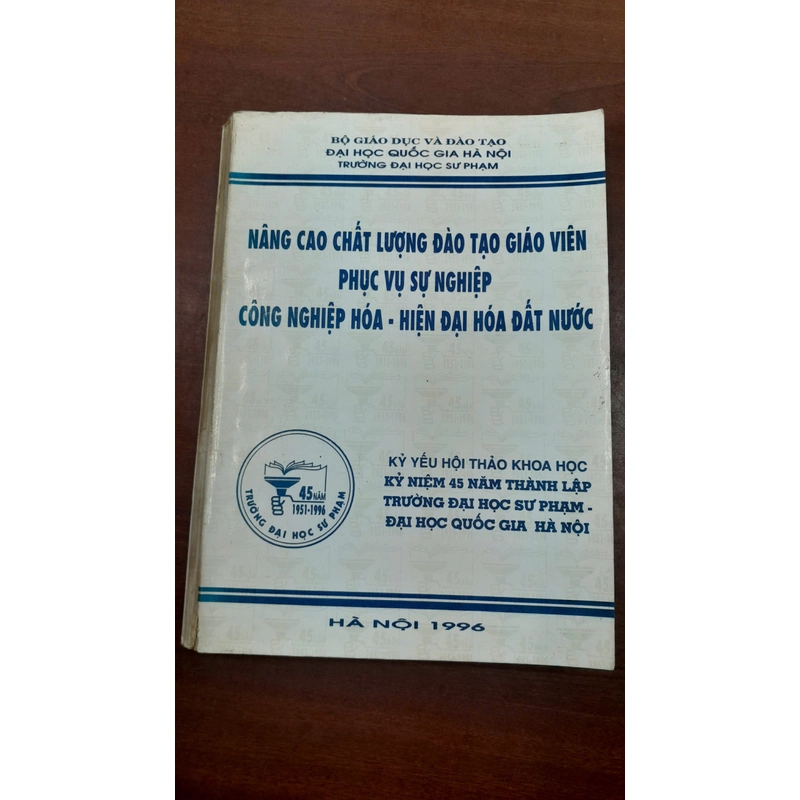 BỘ GIÁO DỤC VÀ ĐÀO TẠO
ĐẠI HỌC QUỐC GIA HÀ NỘI
TRƯỜNG ĐẠI HỌC SƯ PHẠM
NÂNG CAO CHẤT LƯỢNG ĐÀO TẠO GIÁO VIÊN
PHỤC VỤ SỰ NGHIỆP
CÔNG NGHIỆP HÓA - HIỆN ĐẠI HÓA ĐẤT NƯỚC
45 NĂM
1951-1996
TRƯỜNG ĐẠI HỌC SƯ PHẠM
KỶ YẾU HỘI THẢO KHOA HỌC
KỶ NIỆM 45 NĂM THÀNH LẬP
TRƯỜNG ĐẠI HỌC SƯ PHẠM -
ĐẠI HỌC QUỐC GIA HÀ NỘI
HÀ NỘI 1996